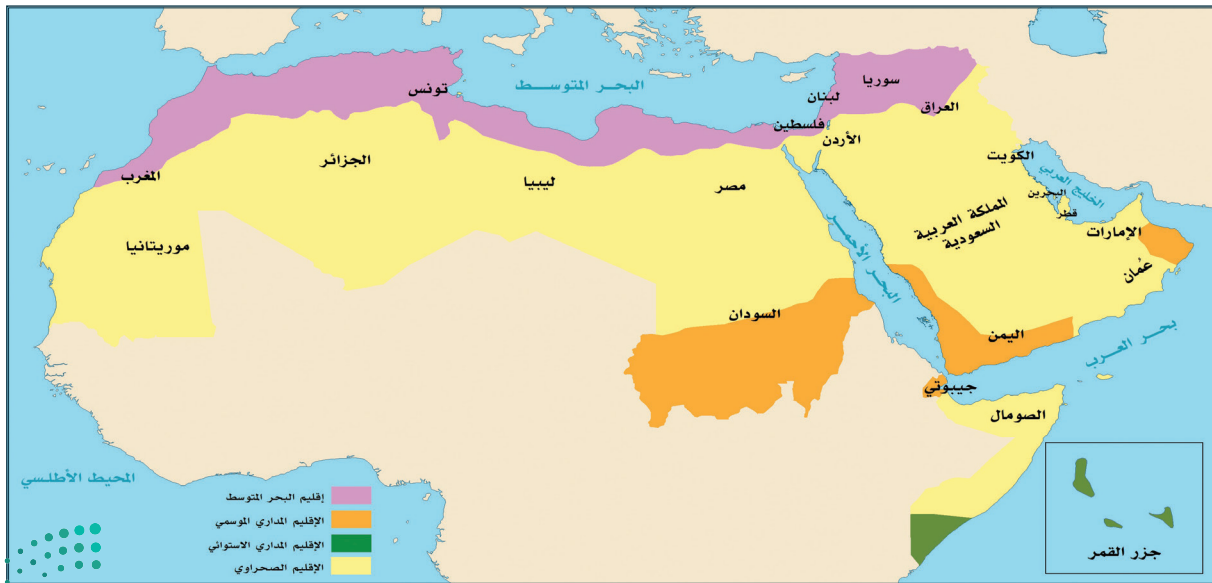 سوريا
البحر المتوسط
تونس
لبنان
العراق
فلسطين
الأردن
الجزائر
الكويت
المغرب
ليبيا
مصر
الخليج العربي
البحرين
قطر
المملكة العربية
السعودية
الإمارات
موريتانيا
عُمان
البحر الأحمر
السودان
اليمن
بحر العرب
جيبوتي
الصومال
المحيط الأطلسي
إقليم البحر المتوسط
الإقليم المداري الموسمي
الإقليم المداري الاستوائي
الإقليم الصحراوي
جزر القمر